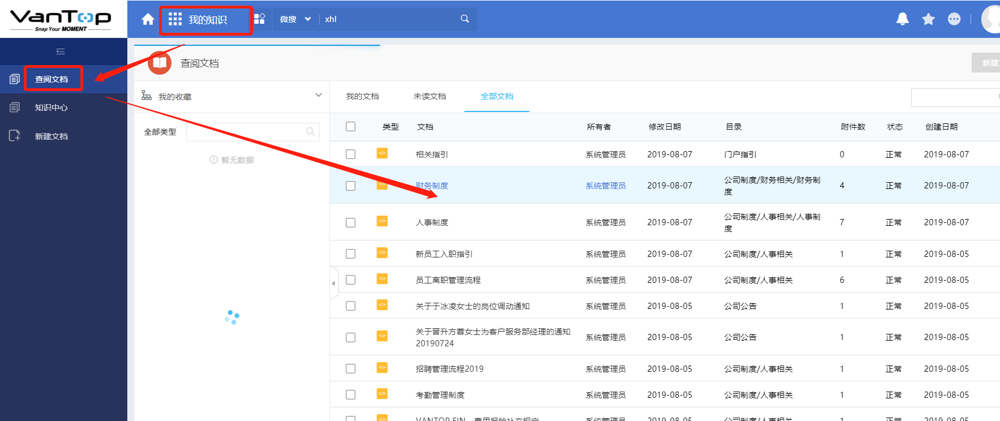 VanTop
Snap Your MOMENT
我的知识
微搜
xhl
查阅文档
知识中心
新建文档
查阅文档
新建
我的收藏
全部类型
暂无数据
我的文档 未读文档 全部文档
类型 文档 所有者 修改日期 目录 附件数 状态 创建日期
相关指引 系统管理员 2019-08-07 门户指引 0 正常 2019-08-07
财务制度 系统管理员 2019-08-07 公司制度/财务相关/财务制 4 正常 2019-08-07
度
人事制度 系统管理员 2019-08-07 公司制度/人事相关/人事制 7 正常 2019-08-07
度
新员工入职指引 系统管理员 2019-08-07 公司制度/人事相关 1 正常 2019-08-05
员工离职管理流程 系统管理员 2019-08-07 公司制度/人事相关 6 正常 2019-08-05
关于于冰凌女士的岗位调动通知 系统管理员 2019-08-05 公司公告 1 正常 2019-08-05
关于晋升方蓉女士为客户服务部经理的通知 系统管理员 2019-08-05 公司公告 1 正常 2019-08-05
20190724
招聘管理流程2019 系统管理员 2019-08-05 公司制度/人事相关 1 正常 2019-08-05
考勤管理制度 系统管理员 2019-08-05 公司制度/人事相关 1 正常 2019-08-05
VANTOP FIN 费用报销补充规定 系统管理员 2019-08-05 公司制度/人事相关 1 正常 2019-08-05